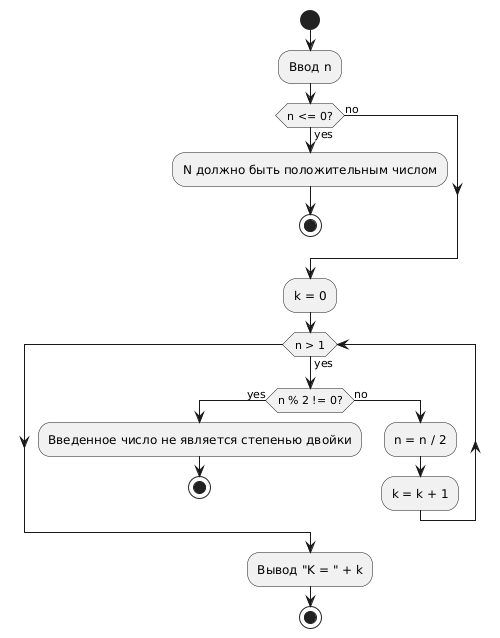 Ввод n
n <= 0?
no
yes
N должно быть положительным числом
k = 0
n > 1
yes
yes
n % 2 != 0?
no
Введенное число не является степенью двойки
n = n / 2
k = k + 1
Вывод "K = " + k